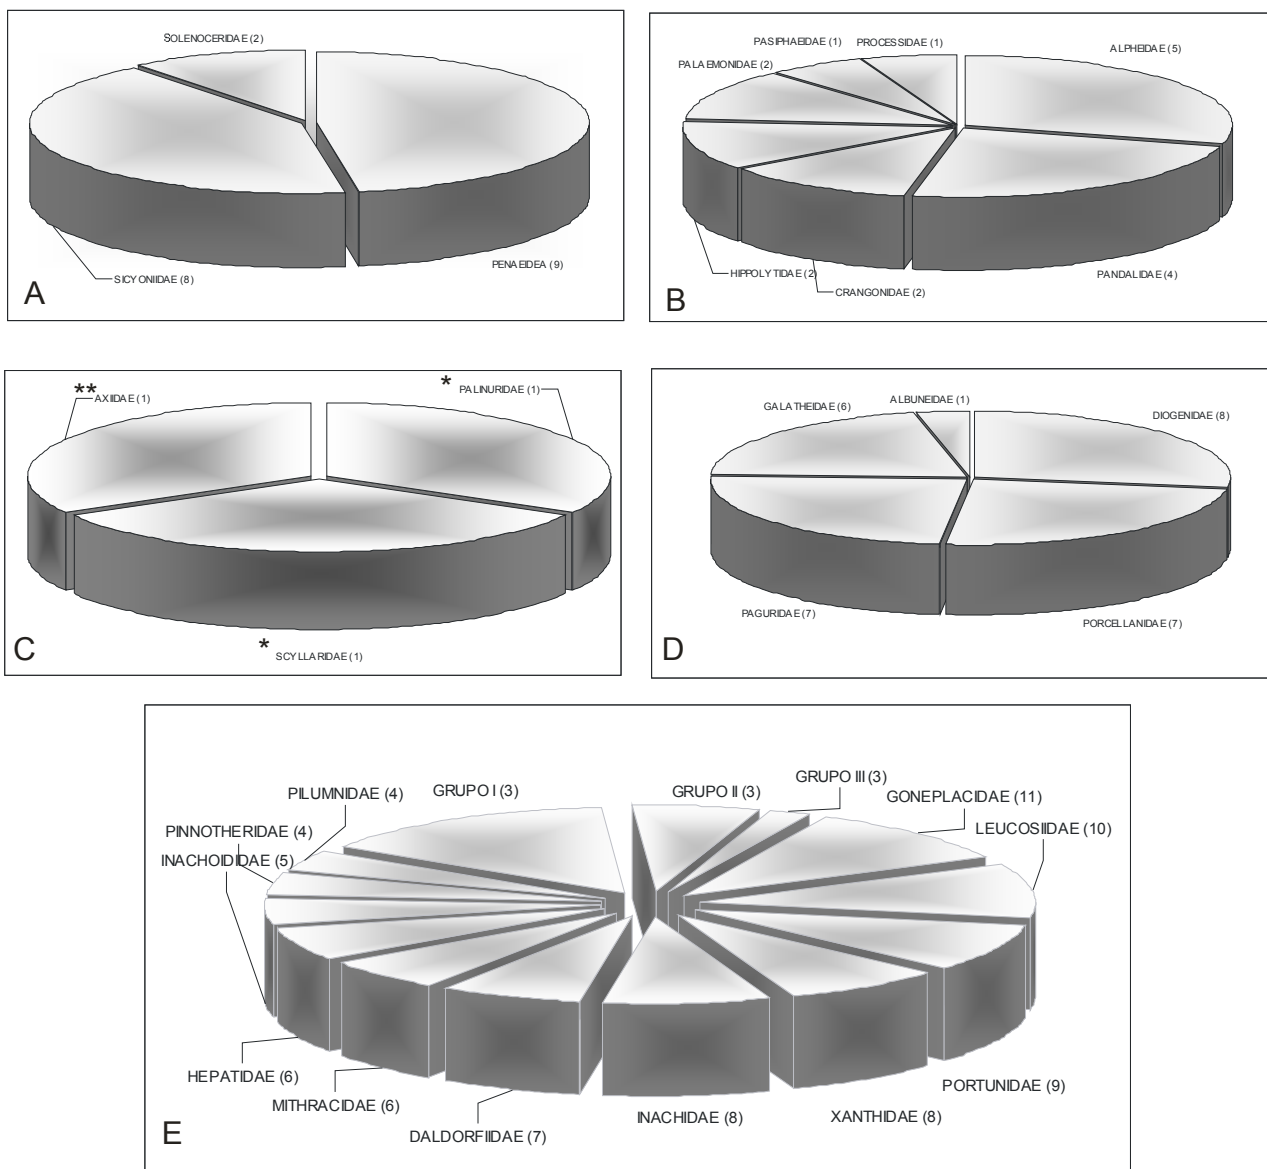 SOLENOCERIDAE (2)
SICYONIIDAE (8)
PENAEIDEA (9)
A
PASIPHAEIDAE (1)
PROCESSIDAE (1)
ALPHEIDAE (5)
PALAEMONIDAE (2)
HIPPOLYTIDAE (2)
CRANGONIDAE (2)
PANDALIDAE (4)
B
** AXIIDAE (1)
* PALINURIDAE (1)
* SCYLLARIDAE (1)
C
GALATHEIDAE (6)
ALBUNEIDAE (1)
DIOGENIDAE (8)
PAGURIDAE (7)
PORCELLANIDAE (7)
D
PILUMNIDAE (4)
GRUPO I (3)
GRUPO II (3)
GRUPO III (3)
GONEPLACIDAE (11)
LEUCOSIIDAE (10)
PINNOTHERIDAE (4)
INACHOIDIDAE (5)
HEPATIDAE (6)
MITHRACIDAE (6)
DALDORFIIDAE (7)
INACHIDAE (8)
XANTHIDAE (8)
PORTUNIDAE (9)
E